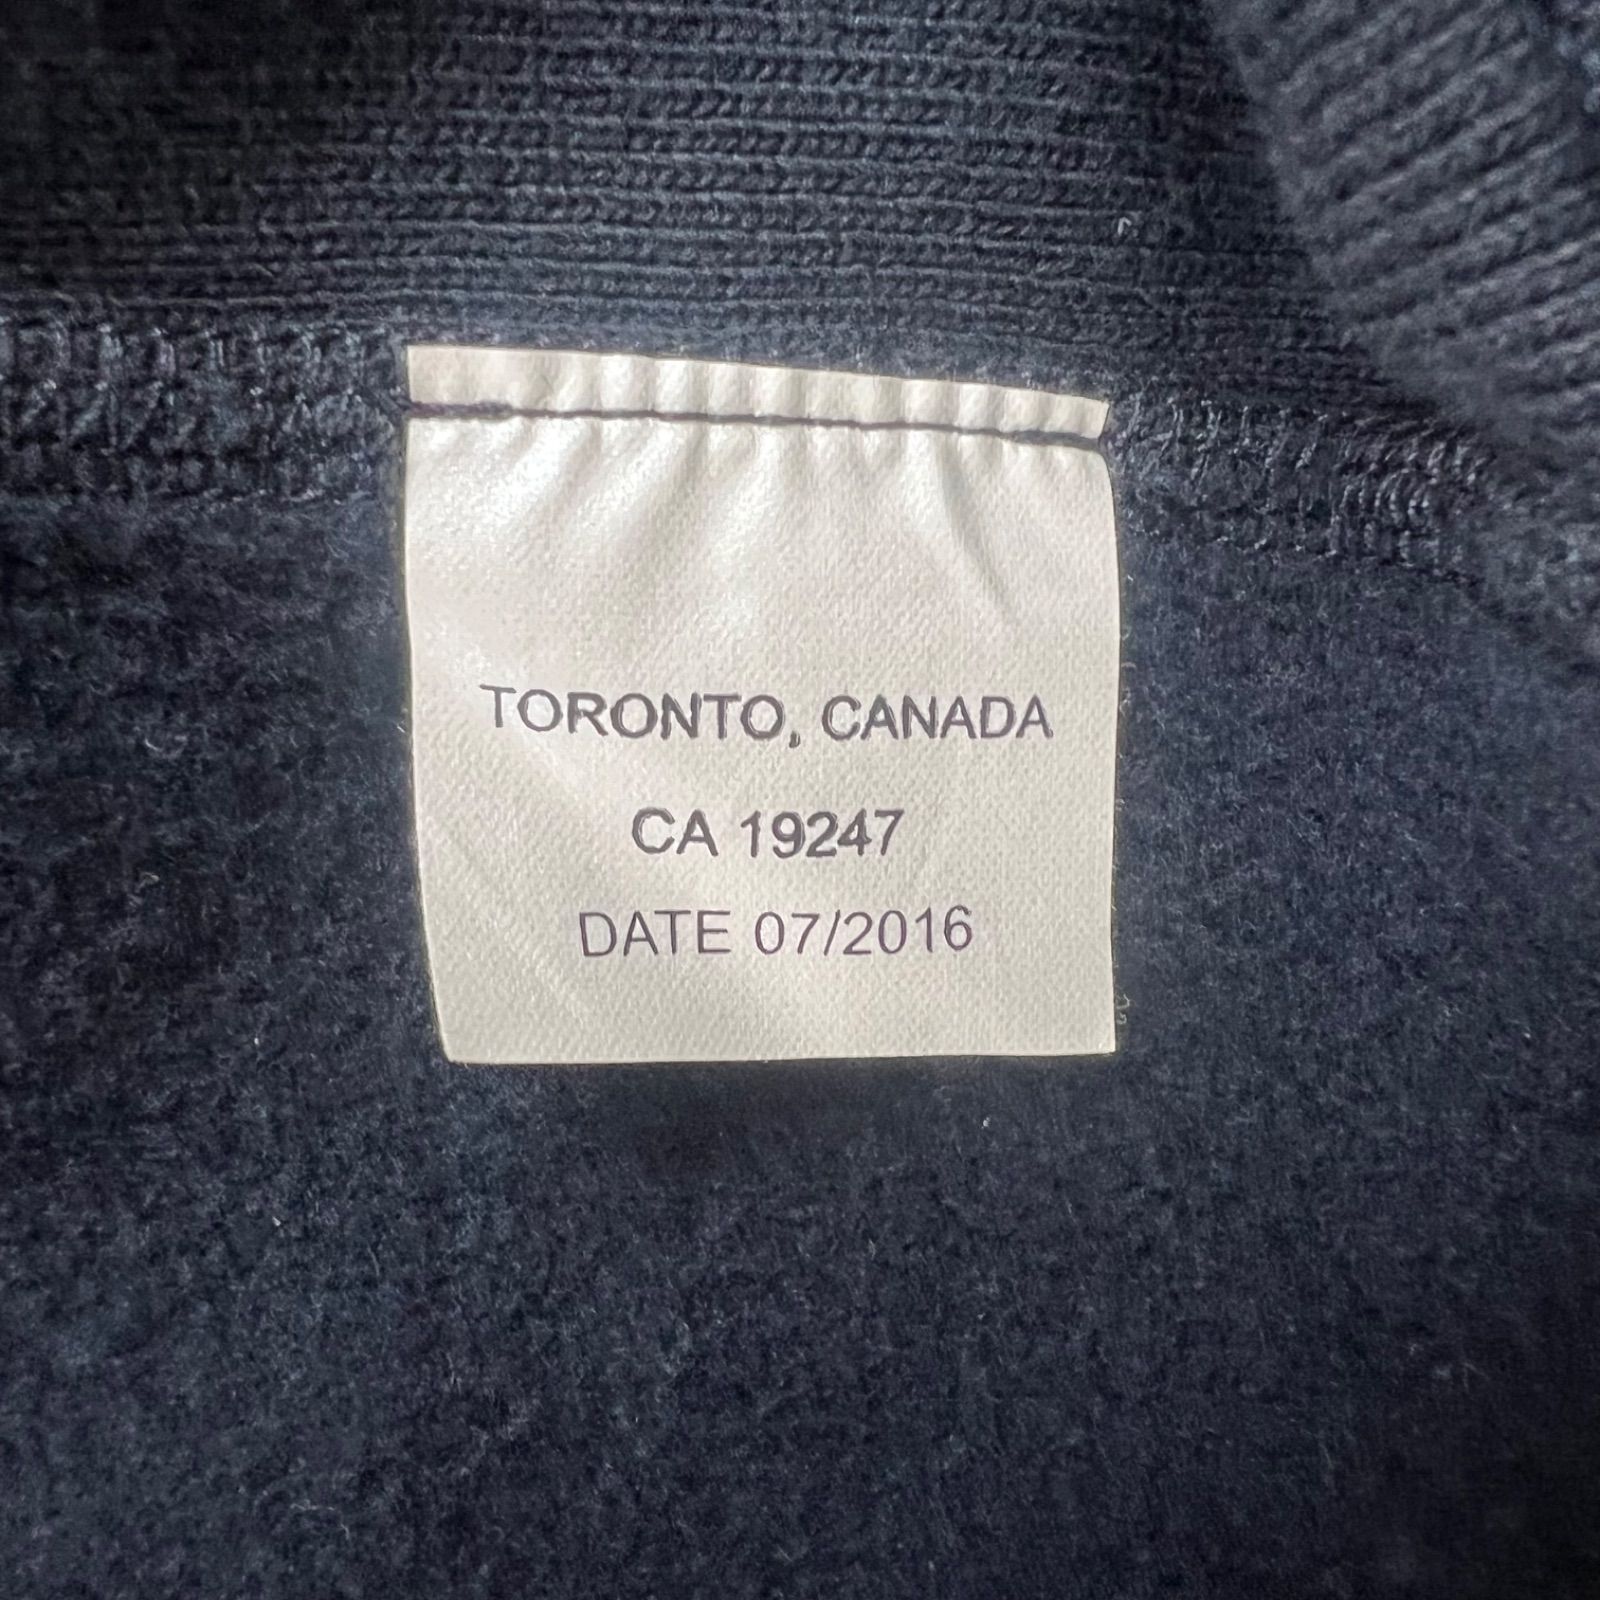 TORONTO, CANADA
CA 19247
DATE 07/2016